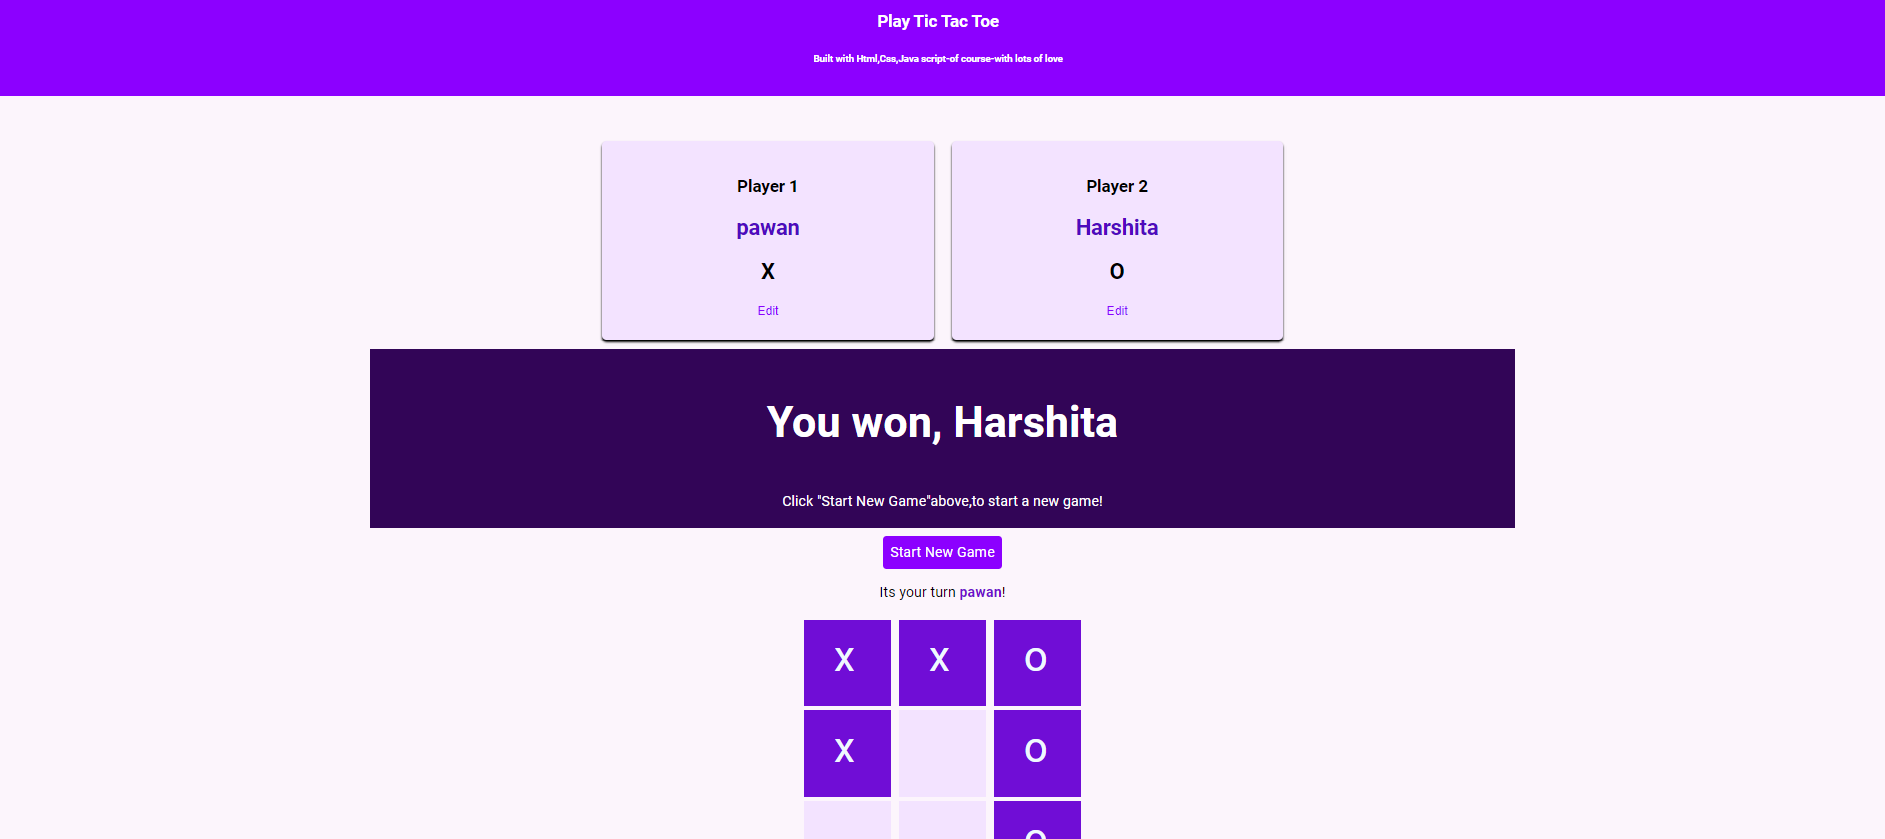 Play Tic Tac Toe
Built with Html,Css,Java script-of course-with lots of love
Player 1
pawan
X
Edit
Player 2
Harshita
O
Edit
You won, Harshita
Click "Start New Game"above,to start a new game!
Start New Game
Its your turn pawan!
X X O
X O
O